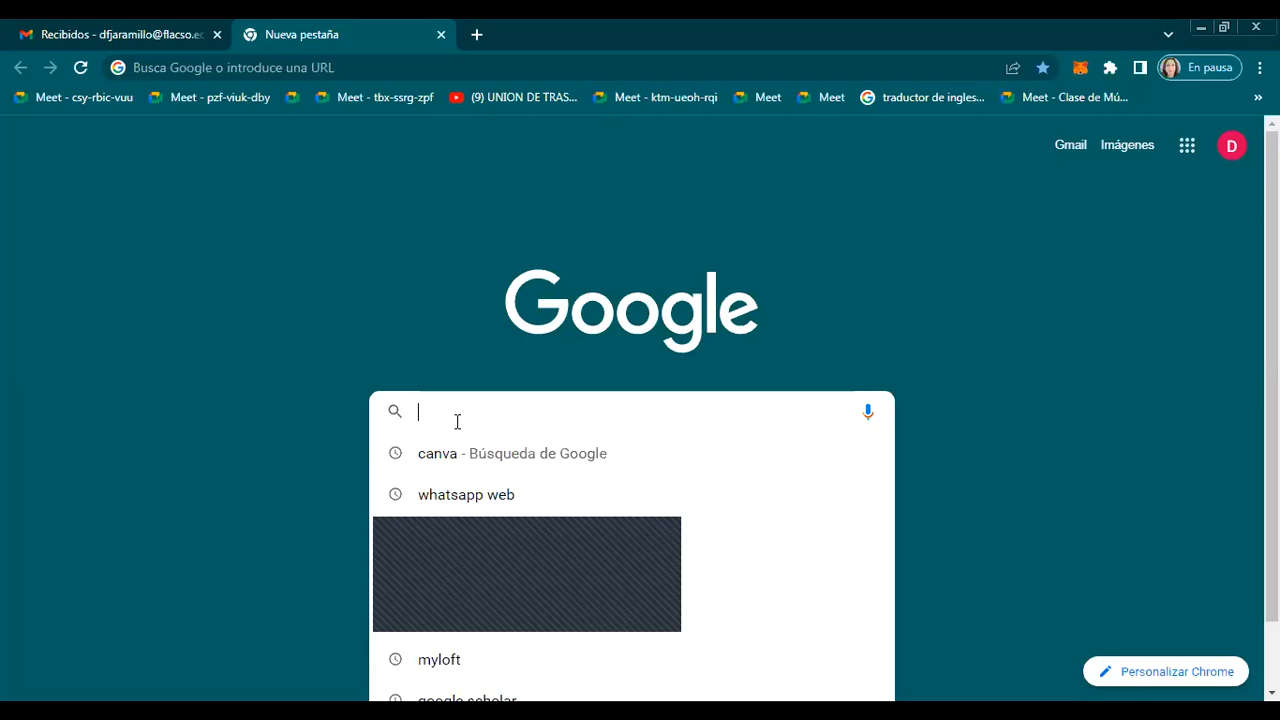 Recibidos - dfjaramillo@flacso.ec
Nueva pestaña
Busca Google o introduce una URL
En pausa
Meet - csy-rbic-vuu
Meet - pzf-viuk-dby
Meet - tbx-ssrg-zpf
(9) UNION DE TRAS...
Meet - ktm-ueoh-rqi
Meet
Meet
traductor de ingles...
Meet - Clase de Mú...
»
Gmail
Imágenes
D
Google
canva - Búsqueda de Google
whatsapp web
myloft
google scholar
Personalizar Chrome